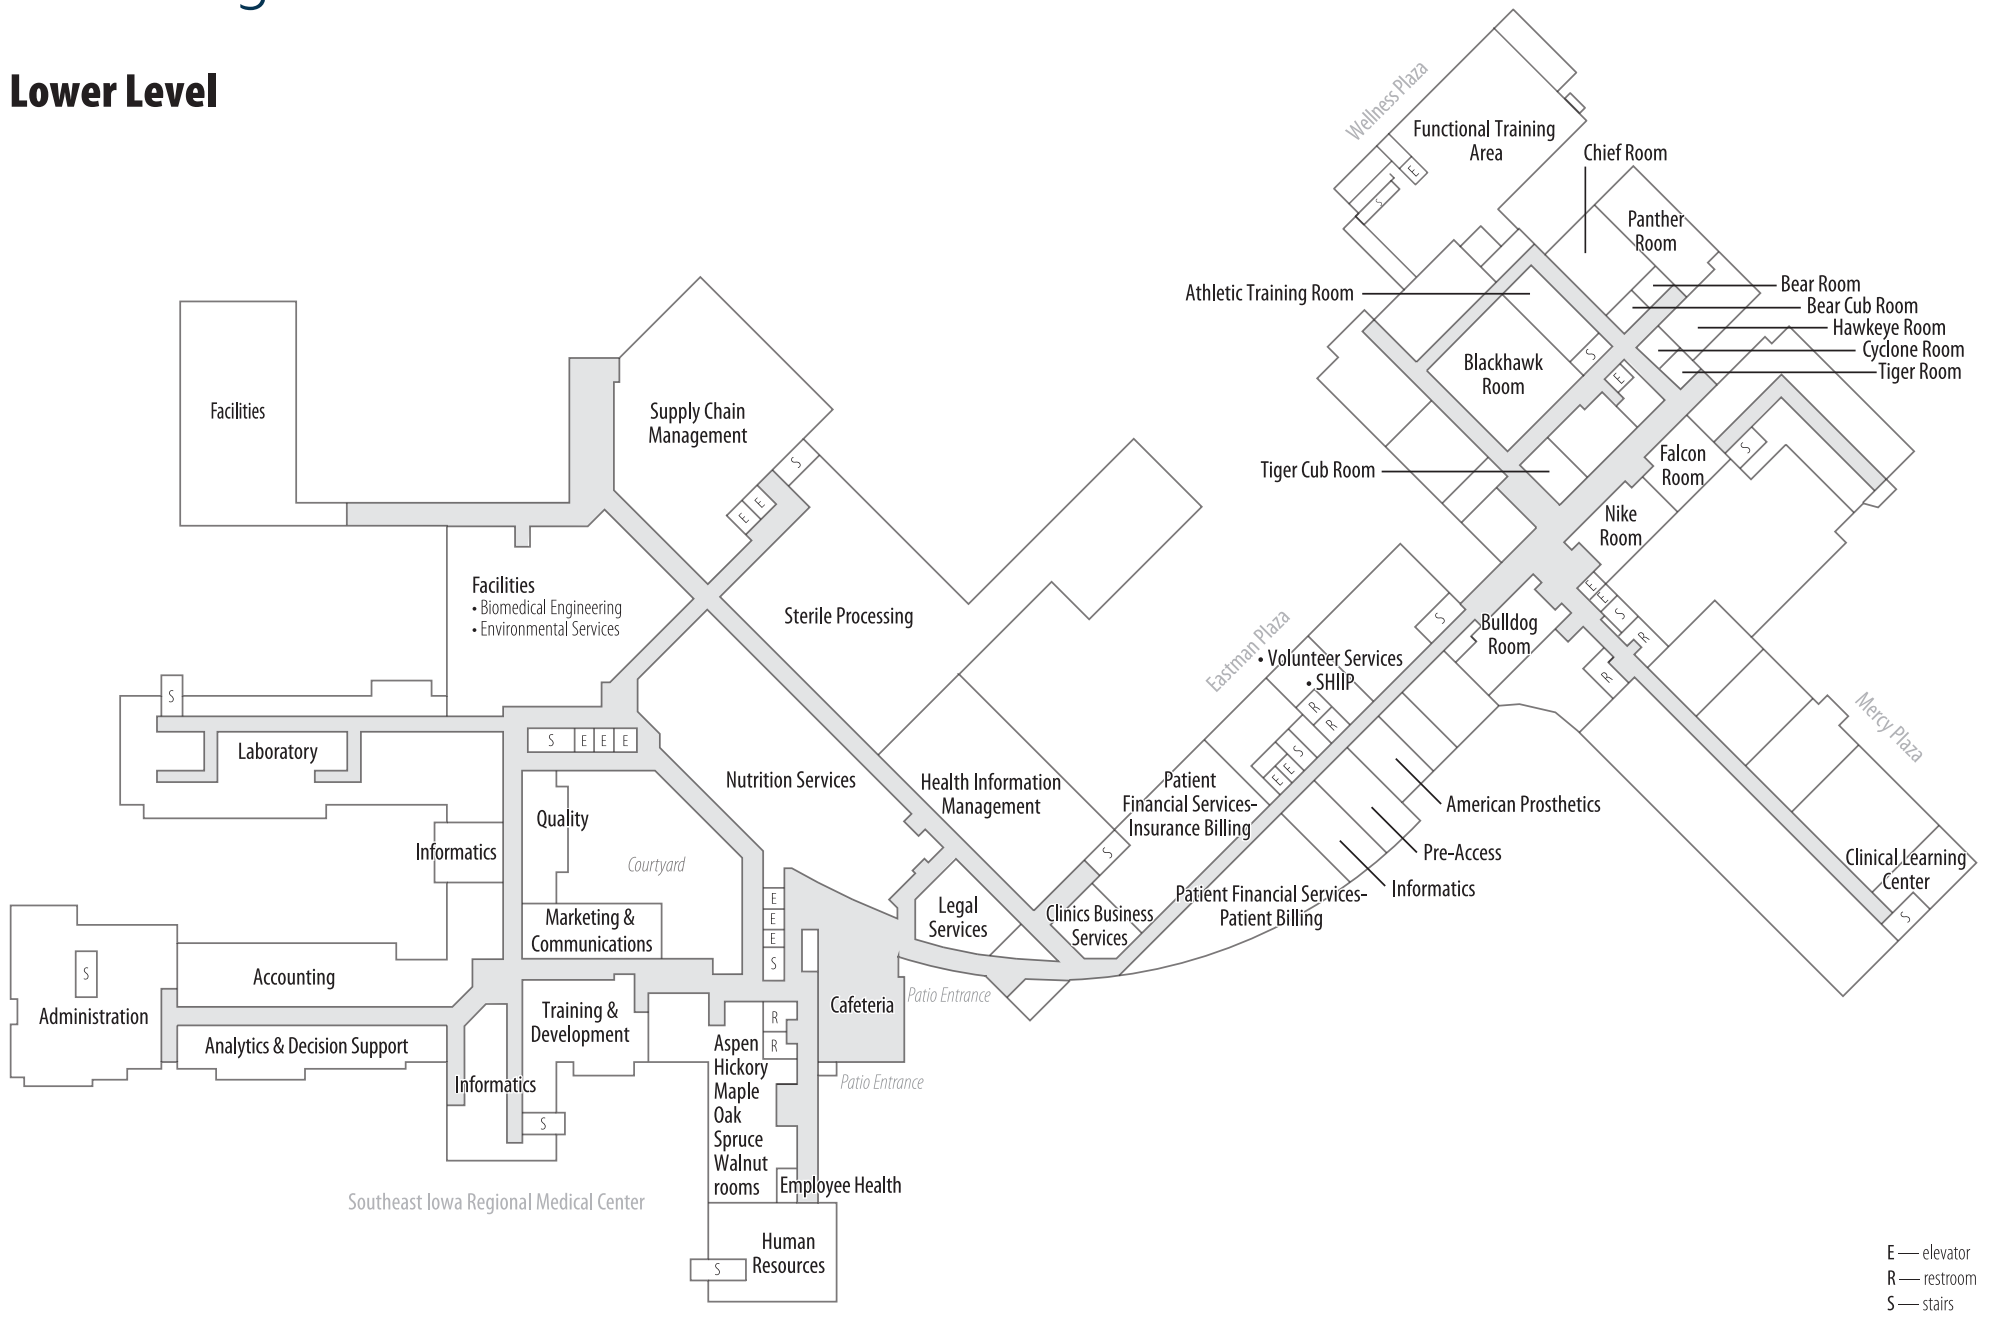 Lower Level
Wellness Plaza
Functional Training
Area
E
S
Chief Room
Panther
Room
Athletic Training Room
Bear Room
Bear Cub Room
Hawkeye Room
Cyclone Room
Tiger Room
Blackhawk
Room
S
E
Tiger Cub Room
Falcon
Room
S
Nike
Room
E
E
S
R
R
Bulldog
Room
S
Mercy Plaza
Clinical Learning
Center
S
Facilities
Supply Chain
Management
S
E
E
Facilities
• Biomedical Engineering
• Environmental Services
Sterile Processing
Eastman Plaza
• Volunteer Services
• SHIIP
R
R
S
E
E
S
Laboratory
S
E
E
E
Nutrition Services
Health Information
Management
Patient
Financial Services-
Insurance Billing
American Prosthetics
Pre-Access
Informatics
Quality
Courtyard
Informatics
S
Patient Financial Services-
Patient Billing
Marketing &
Communications
E
E
E
S
Legal
Services
Clinics Business
Services
Accounting
S
Administration
Analytics & Decision Support
Informatics
Training &
Development
S
R
R
Cafeteria
Patio Entrance
Patio Entrance
Aspen
Hickory
Maple
Oak
Spruce
Walnut
rooms
Employee Health
Southeast Iowa Regional Medical Center
Human
Resources
S
E — elevator
R — restroom
S — stairs